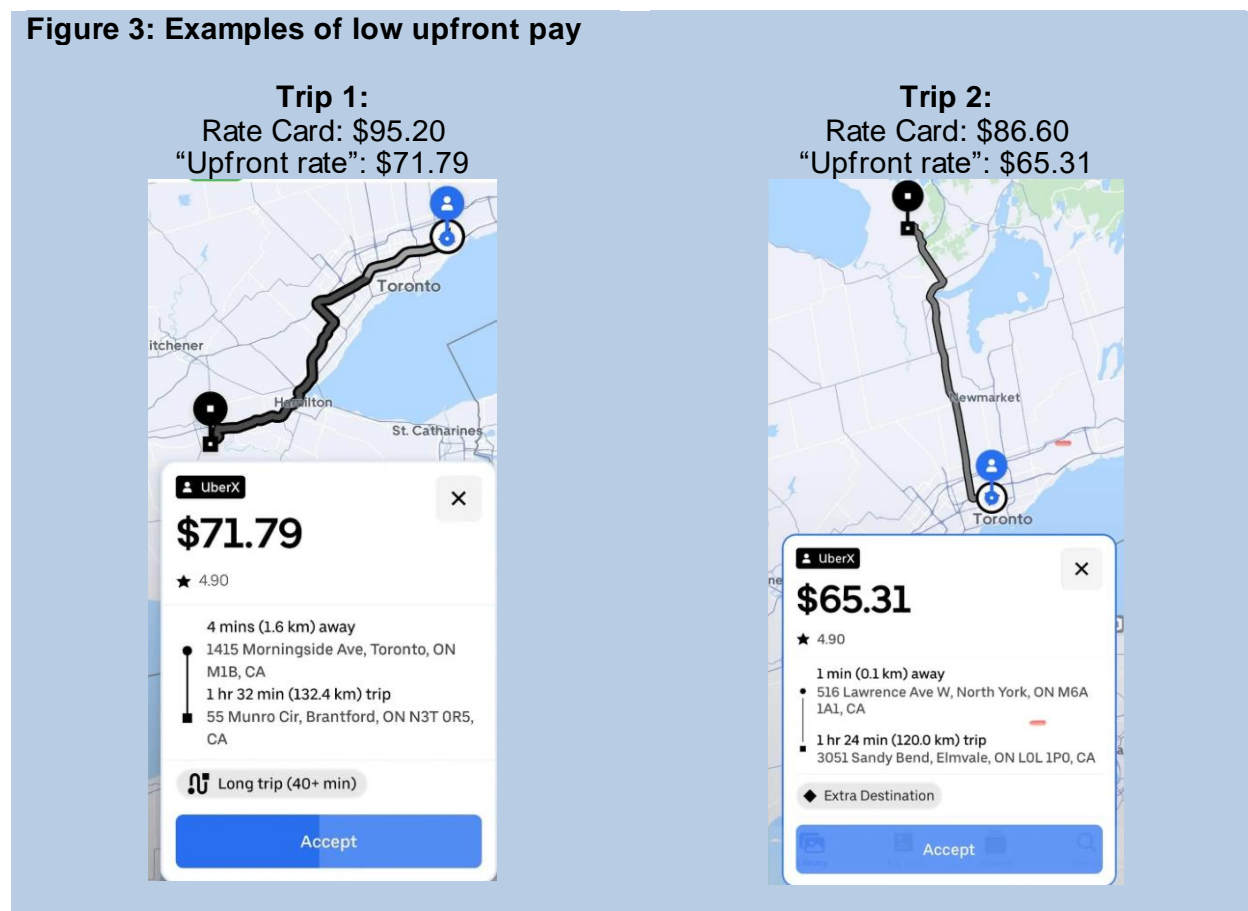 Figure 3: Examples of low upfront pay
Trip 1:
Rate Card: $95.20
“Upfront rate”: $71.79
Toronto
itchener
Hamilton
St. Catharines
UberX
$71.79
4.90
4 mins (1.6 km) away
1415 Morningside Ave, Toronto, ON
M1B, CA
1 hr 32 min (132.4 km) trip
55 Munro Cir, Brantford, ON N3T 0R5,
CA
Long trip (40+ min)
Accept
Trip 2:
Rate Card: $86.60
“Upfront rate”: $65.31
Newmarket
Toronto
UberX
$65.31
4.90
1 min (0.1 km) away
516 Lawrence Ave W, North York, ON M6A
1A1, CA
1 hr 24 min (120.0 km) trip
3051 Sandy Bend, Elmvale, ON L0L 1P0, CA
Extra Destination
Accept
Library